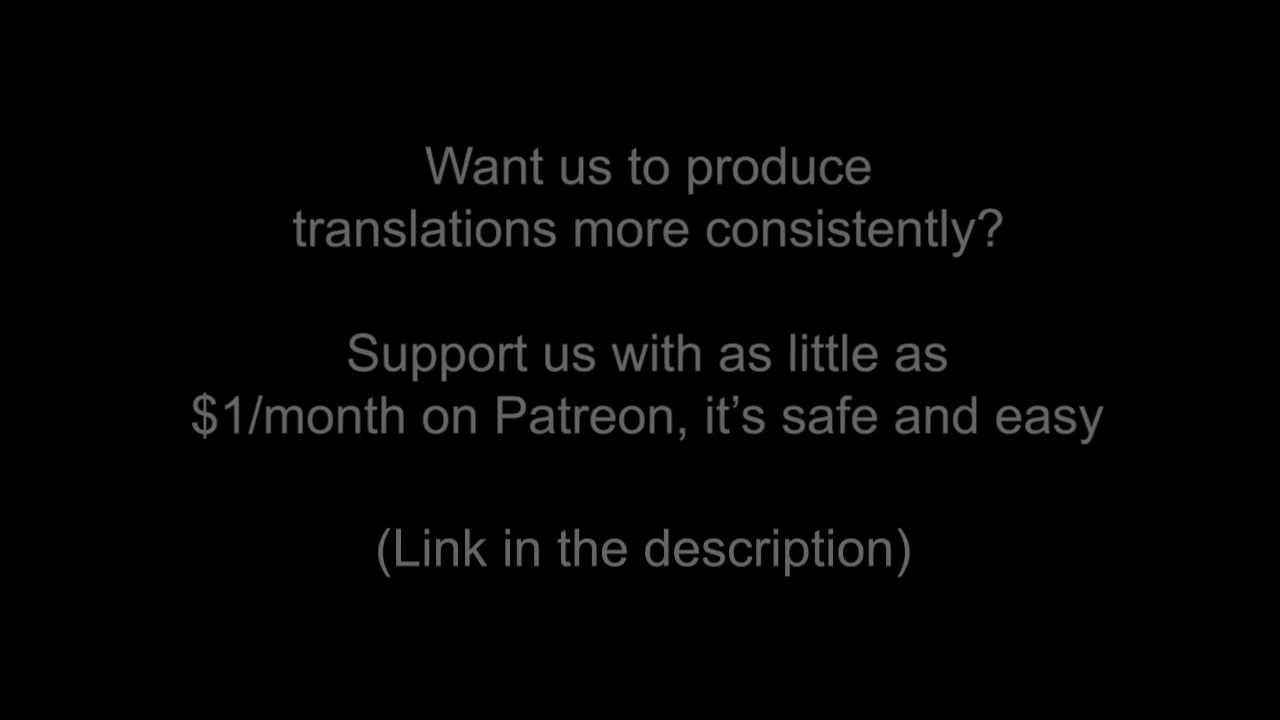 Want us to produce
translations more consistently?
Support us with as little as
$1/month on Patreon, it’s safe and easy
(Link in the description)